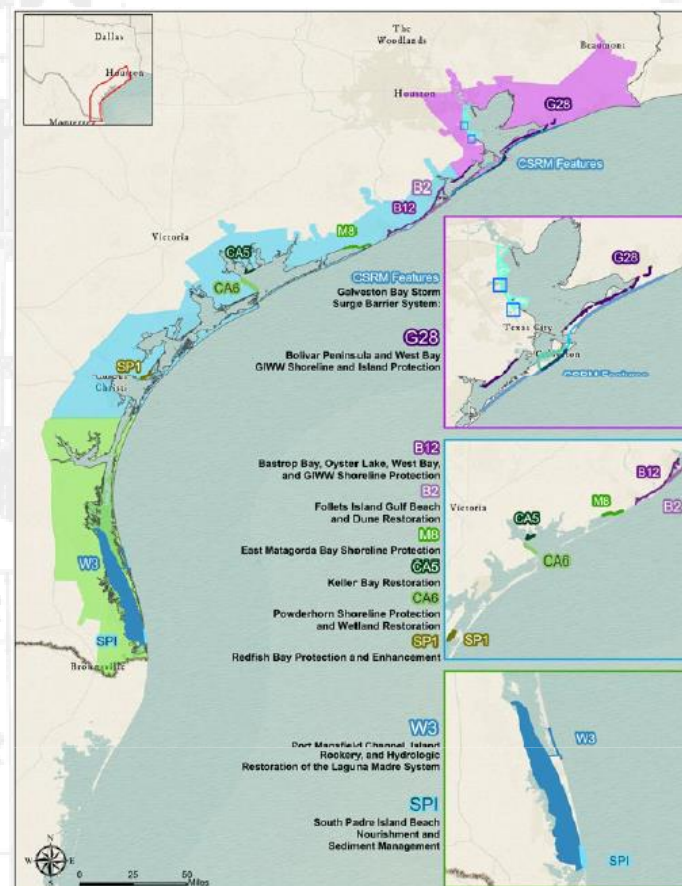 Dallas
Houston
Monterrey
The
Woodlands
Beaumont
Houston
G28
CSRM Features
B2
B12
Victoria
M8
CA5
CA6
SP1
Corpus
Christi
W3
SPI
Brownsville
CSRM Features
Galveston Bay Storm
Surge Barrier System:
G28
Bolivar Peninsula and West Bay
GIWW Shoreline and Island Protection
G28
Texas City
Galveston
CSRM Features
B12
Bastrop Bay, Oyster Lake, West Bay,
and GIWW Shoreline Protection
B2
Follets Island Gulf Beach
and Dune Restoration
M8
East Matagorda Bay Shoreline Protection
CA5
Keller Bay Restoration
CA6
Powderhorn Shoreline Protection
and Wetland Restoration
SP1
Redfish Bay Protection and Enhancement
Victoria
B12
M8
B2
CA5
CA6
SP1
W3
Port Mansfield Channel, Island
Rookery, and Hydrologic
Restoration of the Laguna Madre System
SPI
South Padre Island Beach
Nourishment and
Sediment Management
W3
SPI
N
W
E
S
0 25 50
Miles